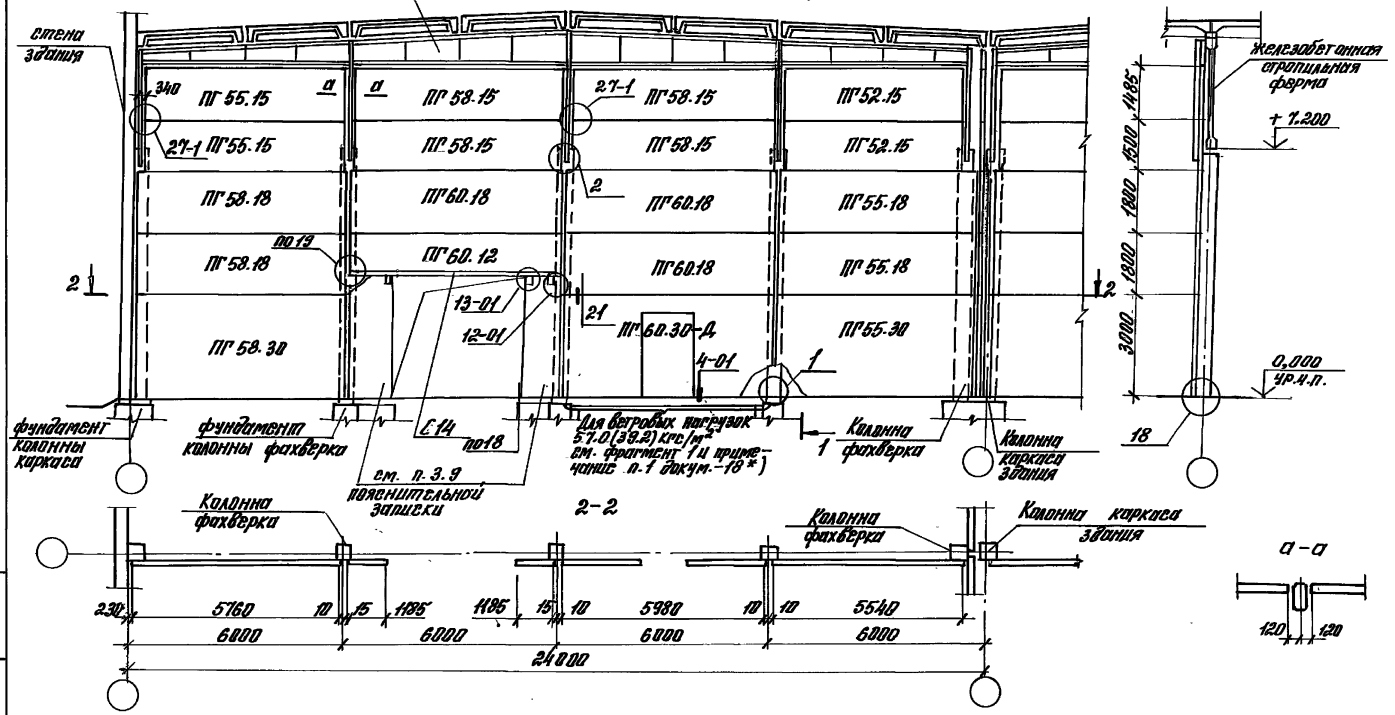 стена
здания
340
ПГ 55.15
а
а
ПГ 58.15
27-1
ПГ 58.15
ПГ 52.15
27-1
ПГ 55.15
ПГ 58.15
ПГ 58.15
ПГ 52.15
2
ПГ 58.18
ПГ 60.18
ПГ 60.18
ПГ 55.18
по 19
ПГ 58.18
ПГ 60.12
ПГ 60.18
ПГ 55.18
2
2
13-01
12-01
21
ПГ 58.30
ПГ 60.30-Д
ПГ 55.30
4-01
1
железобетонная
стропильная
ферма
+ 7.200
1485
1500
1800
1800
3000
0,000
ур.ч.п.
18
фундамент
колонны
каркаса
фундамент
колонны фахверка
С 14
по 18
см. п. 3.9
пояснительной
записки
Для ветровых нагрузок
57.0 (39.2) кгс/м²
см. фрагмент 1 и приме-
чание п.1 докум.-18*)
1
Колонна
фахверка
Колонна
каркаса
здания
2-2
Колонна
фахверка
Колонна
фахверка
Колонна каркаса
здания
а-а
120
120
230
5760
10
15
1185
1185
15
10
5980
10
10
5540
6000
6000
6000
6000
24000